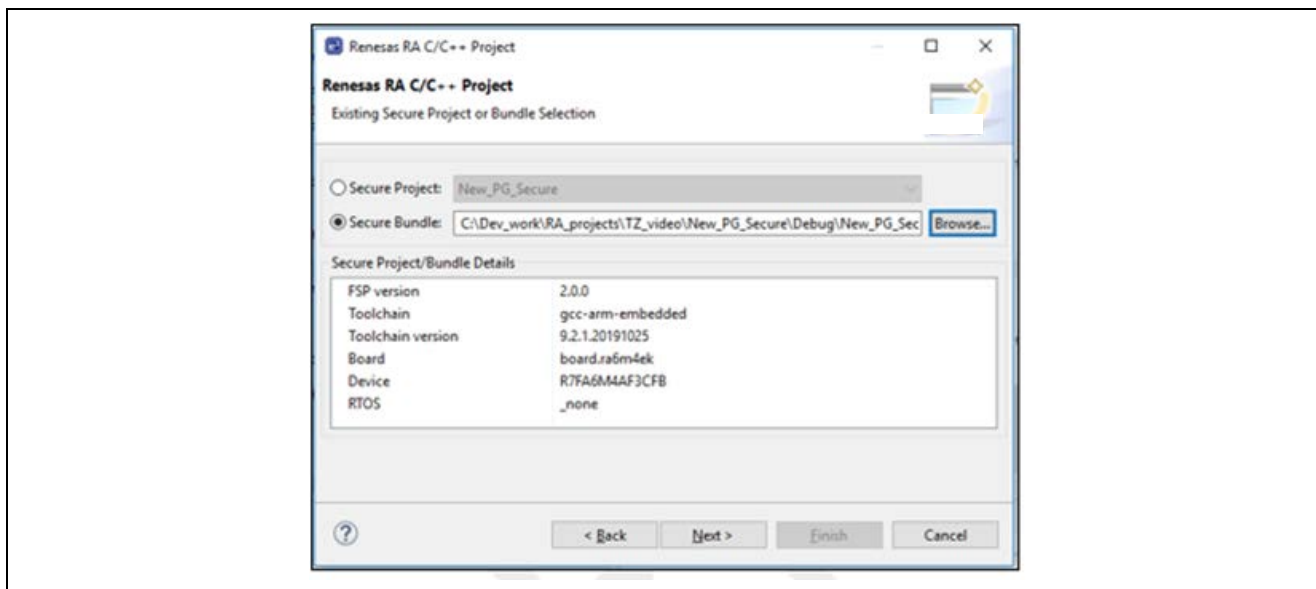 Renesas RA C/C++ Project
Renesas RA C/C++ Project
Existing Secure Project or Bundle Selection
Secure Project: New_PG_Secure
Secure Bundle: C:\Dev_work\RA_projects\TZ_video\New_PG_Secure\Debug\New_PG_Sec Browse...
Secure Project/Bundle Details
FSP version 2.0.0
Toolchain gcc-arm-embedded
Toolchain version 9.2.1.20191025
Board board.ra6m4ek
Device R7FA6M4AF3CFB
RTOS _none
? < Back Next > Finish Cancel